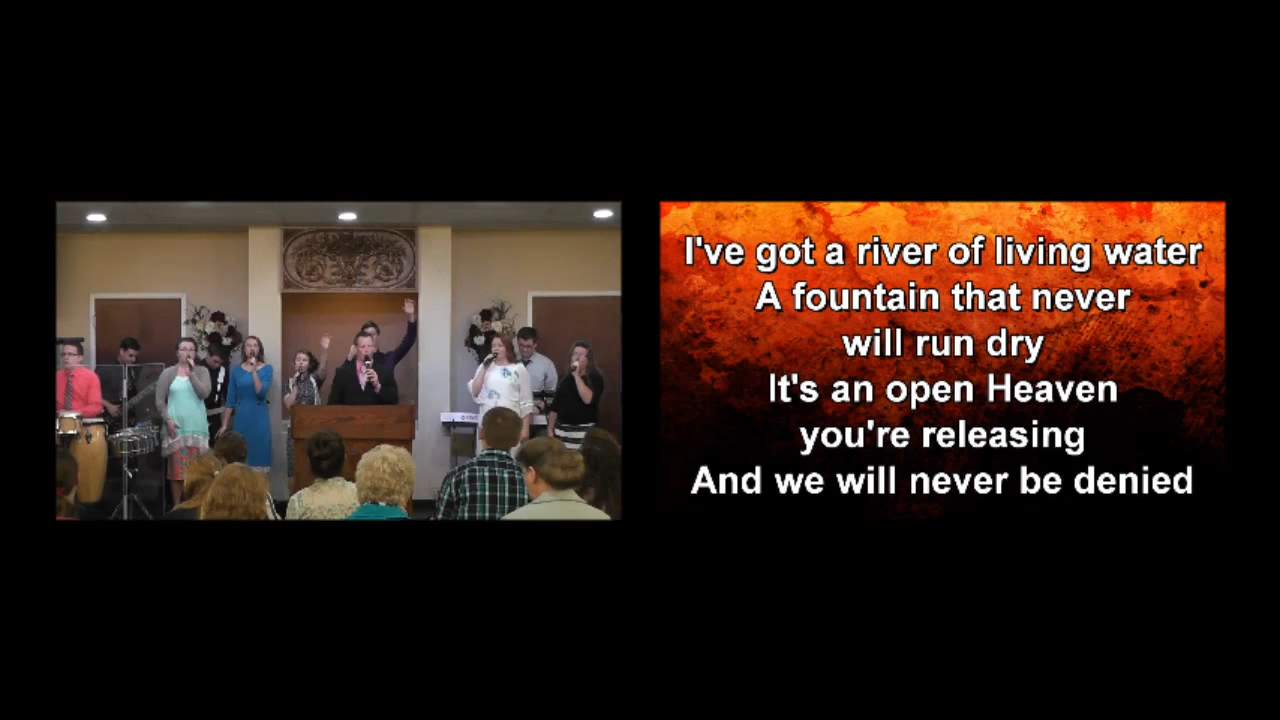 I've got a river of living water
A fountain that never
will run dry
It's an open Heaven
you're releasing
And we will never be denied